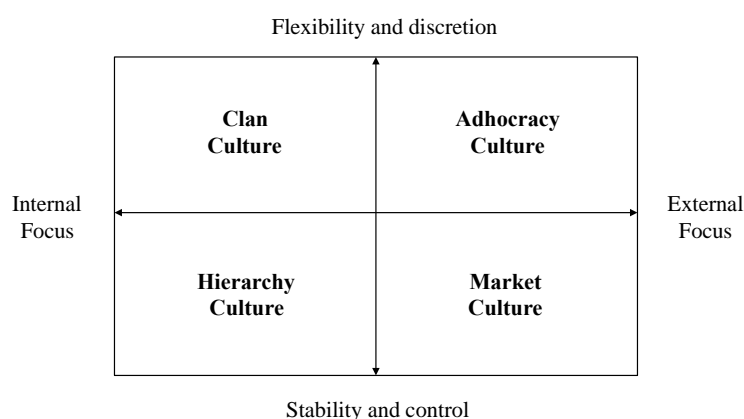 Flexibility and discretion
Clan
Culture
Adhocracy
Culture
Internal
Focus
External
Focus
Hierarchy
Culture
Market
Culture
Stability and control